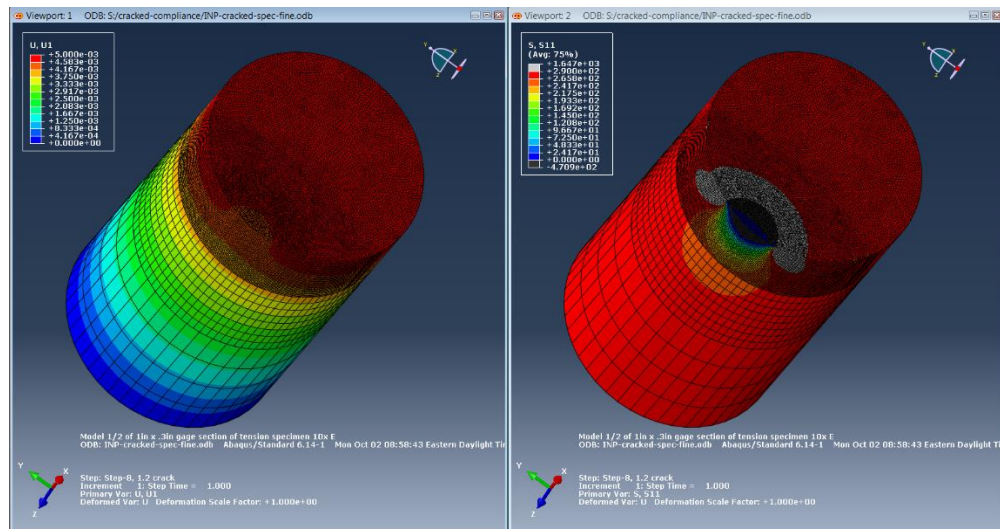 Viewport: 1 ODB: S:/cracked-compliance/INP-cracked-spec-fine.odb
U, U1
+5.000e-03
+4.583e-03
+4.167e-03
+3.750e-03
+3.333e-03
+2.917e-03
+2.500e-03
+2.083e-03
+1.667e-03
+1.250e-03
+8.333e-04
+4.167e-04
+0.000e+00
Y
X
Z
Model 1/2 of 1in x .3in gage section of tension specimen 10x E
ODB: INP-cracked-spec-fine.odb Abaqus/Standard 6.14-1 Mon Oct 02 08:58:43 Eastern Daylight Ti
Y
X
Z
Step: Step-8, 1.2 crack
Increment 1: Step Time = 1.000
Primary Var: U, U1
Deformed Var: U Deformation Scale Factor: +1.000e+00
Viewport: 2 ODB: S:/cracked-compliance/INP-cracked-spec-fine.odb
S, S11
(Avg: 75%)
+1.647e+03
+2.900e+02
+2.658e+02
+2.417e+02
+2.175e+02
+1.933e+02
+1.692e+02
+1.450e+02
+1.208e+02
+9.667e+01
+7.250e+01
+4.833e+01
+2.417e+01
+0.000e+00
-4.709e+02
Y
X
Z
Model 1/2 of 1in x .3in gage section of tension specimen 10x E
ODB: INP-cracked-spec-fine.odb Abaqus/Standard 6.14-1 Mon Oct 02 08:58:43 Eastern Daylight Ti
Y
X
Z
Step: Step-8, 1.2 crack
Increment 1: Step Time = 1.000
Primary Var: S, S11
Deformed Var: U Deformation Scale Factor: +1.000e+00